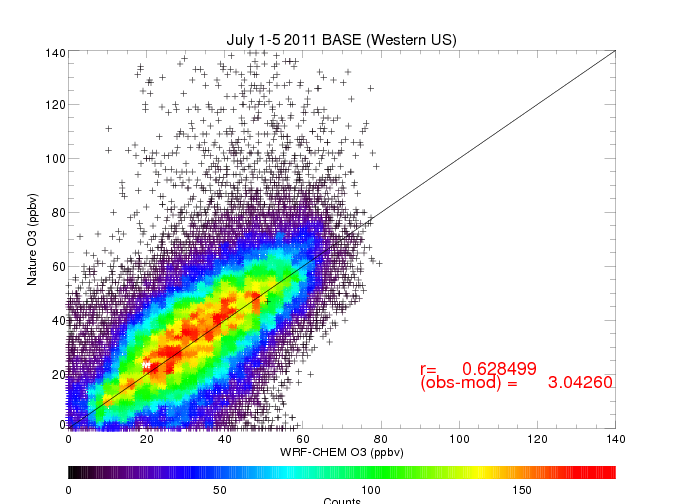 July 1-5 2011 BASE (Western US)
140
120
100
80
60
40
20
0
Nature O3 (ppbv)
r= 0.628499
(obs-mod) = 3.04260
0 20 40 60 80 100 120 140
WRF-CHEM O3 (ppbv)
0 50 100 150
Counts